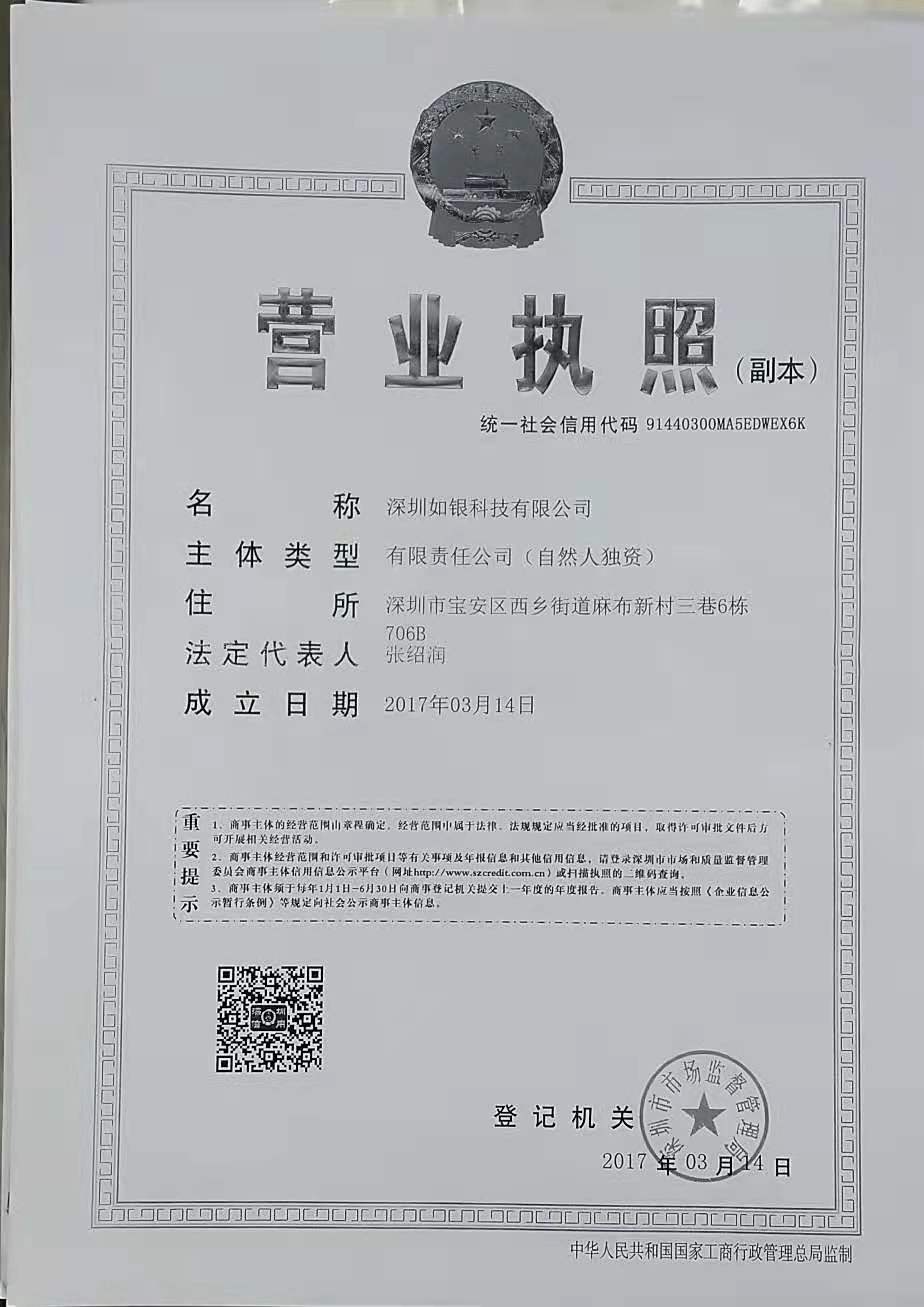 营业执照（副本）
统一社会信用代码 91440300MA5EDWEX6K
名称 深圳如银科技有限公司
主体类型 有限责任公司（自然人独资）
住所 深圳市宝安区西乡街道麻布新村三巷6栋
706B
法定代表人 张绍润
成立日期 2017年03月14日
重要提示
1、商事主体的经营范围由章程确定。经营范围中属于法律、法规规定应当经批准的项目，取得许可审批文件后方
可开展相关经营活动。
2、商事主体经营范围和许可审批项目等有关事项及年报信息和其他信用信息，请登录深圳市市场和质量监督管理
委员会商事主体信用信息公示平台（网址http://www.szcredit.com.cn）或扫描执照的二维码查询。
3、商事主体须于每年1月1日-6月30日向商事登记机关提交上一年度的年度报告。商事主体应当按照《企业信息公
示暂行条例》等规定向社会公示商事主体信息。
深圳信用
登记机关
深圳市市场监督管理局
2017年03月14日
中华人民共和国国家工商行政管理总局监制